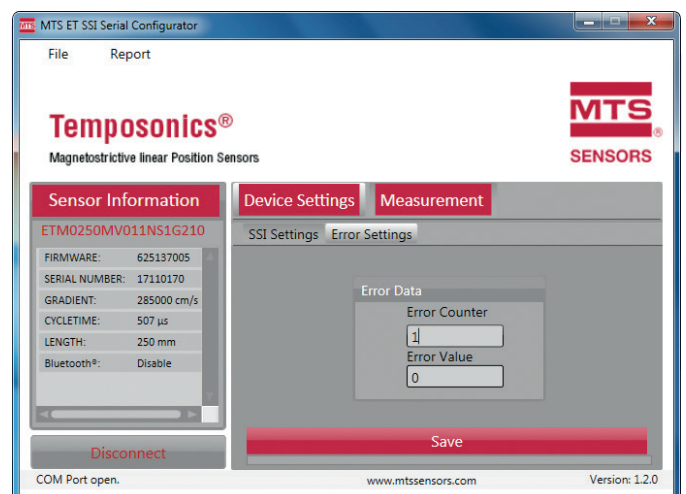 MTS ET SSI Serial Configurator
File Report
Temposonics®
Magnetostrictive linear Position Sensors
MTS®
SENSORS
Sensor Information
ETM0250MV011NS1G210
FIRMWARE: 625137005
SERIAL NUMBER: 17110170
GRADIENT: 285000 cm/s
CYCLETIME: 507 µs
LENGTH: 250 mm
Bluetooth®: Disable
Disconnect
Device Settings Measurement
SSI Settings Error Settings
Error Data
Error Counter
1
Error Value
0
Save
COM Port open. www.mtssensors.com Version: 1.2.0